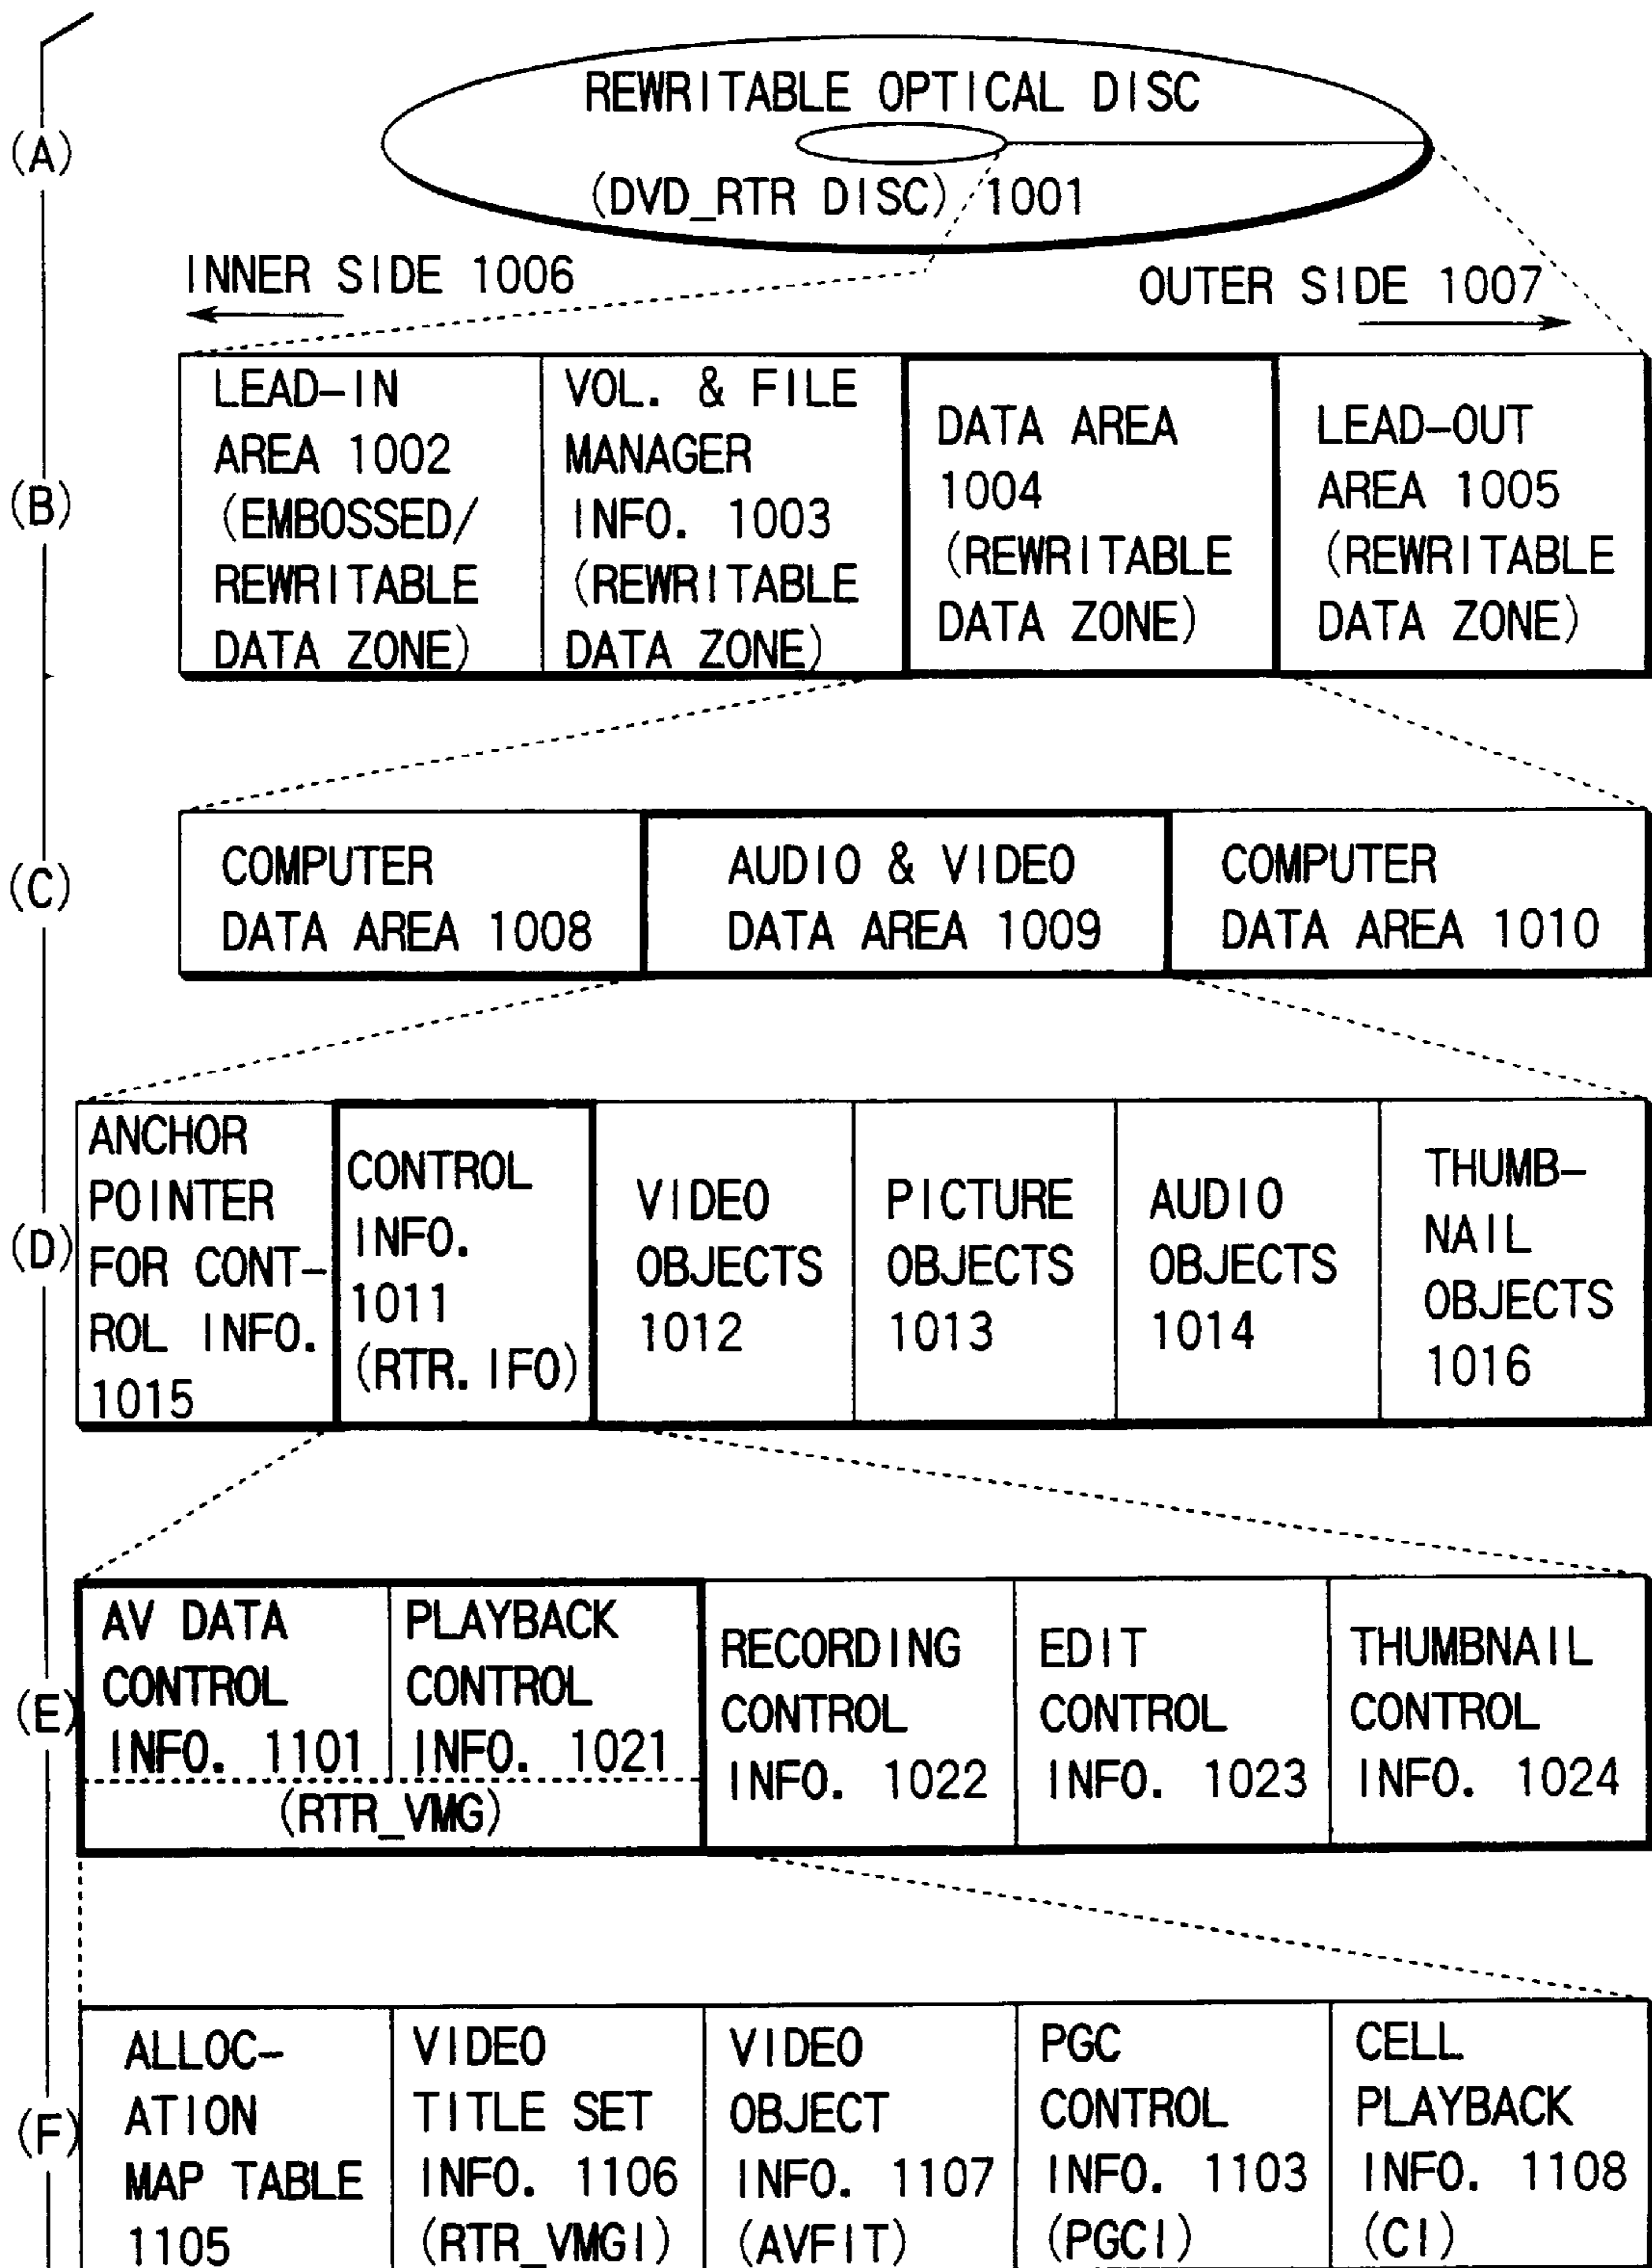 REWRITABLE OPTICAL DISC
(A)
(DVD_RTR DISC) 1001
INNER SIDE 1006
OUTER SIDE 1007
(B)
LEAD-IN
AREA 1002
(EMBOSSED/
REWRITABLE
DATA ZONE)
VOL. & FILE
MANAGER
INFO. 1003
(REWRITABLE
DATA ZONE)
DATA AREA
1004
(REWRITABLE
DATA ZONE)
LEAD-OUT
AREA 1005
(REWRITABLE
DATA ZONE)
(C)
COMPUTER
DATA AREA 1008
AUDIO & VIDEO
DATA AREA 1009
COMPUTER
DATA AREA 1010
(D)
ANCHOR
POINTER
FOR CONT-
ROL INFO.
1015
CONTROL
INFO.
1011
(RTR.IFO)
VIDEO
OBJECTS
1012
PICTURE
OBJECTS
1013
AUDIO
OBJECTS
1014
THUMB-
NAIL
OBJECTS
1016
(E)
AV DATA
CONTROL
INFO. 1101
PLAYBACK
CONTROL
INFO. 1021
(RTR_VMG)
RECORDING
CONTROL
INFO. 1022
EDIT
CONTROL
INFO. 1023
THUMBNAIL
CONTROL
INFO. 1024
(F)
ALLOC-
ATION
MAP TABLE
1105
VIDEO
TITLE SET
INFO. 1106
(RTR_VMGI)
VIDEO
OBJECT
INFO. 1107
(AVFIT)
PGC
CONTROL
INFO. 1103
(PGCI)
CELL
PLAYBACK
INFO. 1108
(CI)